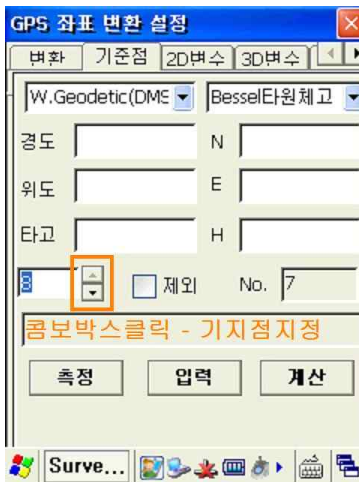 GPS 좌표 변환 설정
변환 기준점 2D변수 3D변수
W.Geodetic(DMS Bessel타원체고
경도 N
위도 E
타고 H
8 제외 No. 7
콤보박스클릭 - 기지점지정
측정 입력 계산
Surve...